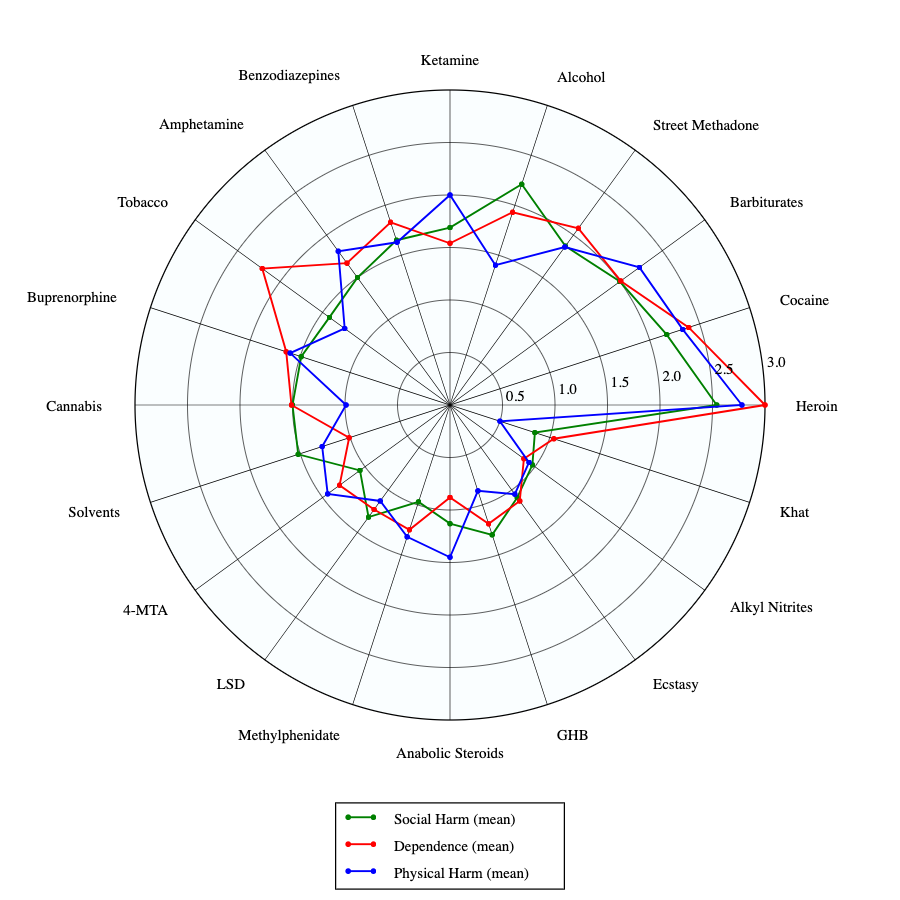 Ketamine
Benzodiazepines
Alcohol
Amphetamine
Street Methadone
Tobacco
Barbiturates
Buprenorphine
Cocaine
3.0
2.5
2.0
1.5
1.0
0.5
Cannabis
Heroin
Solvents
Khat
4-MTA
Alkyl Nitrites
LSD
Ecstasy
Methylphenidate
GHB
Anabolic Steroids
Social Harm (mean)
Dependence (mean)
Physical Harm (mean)